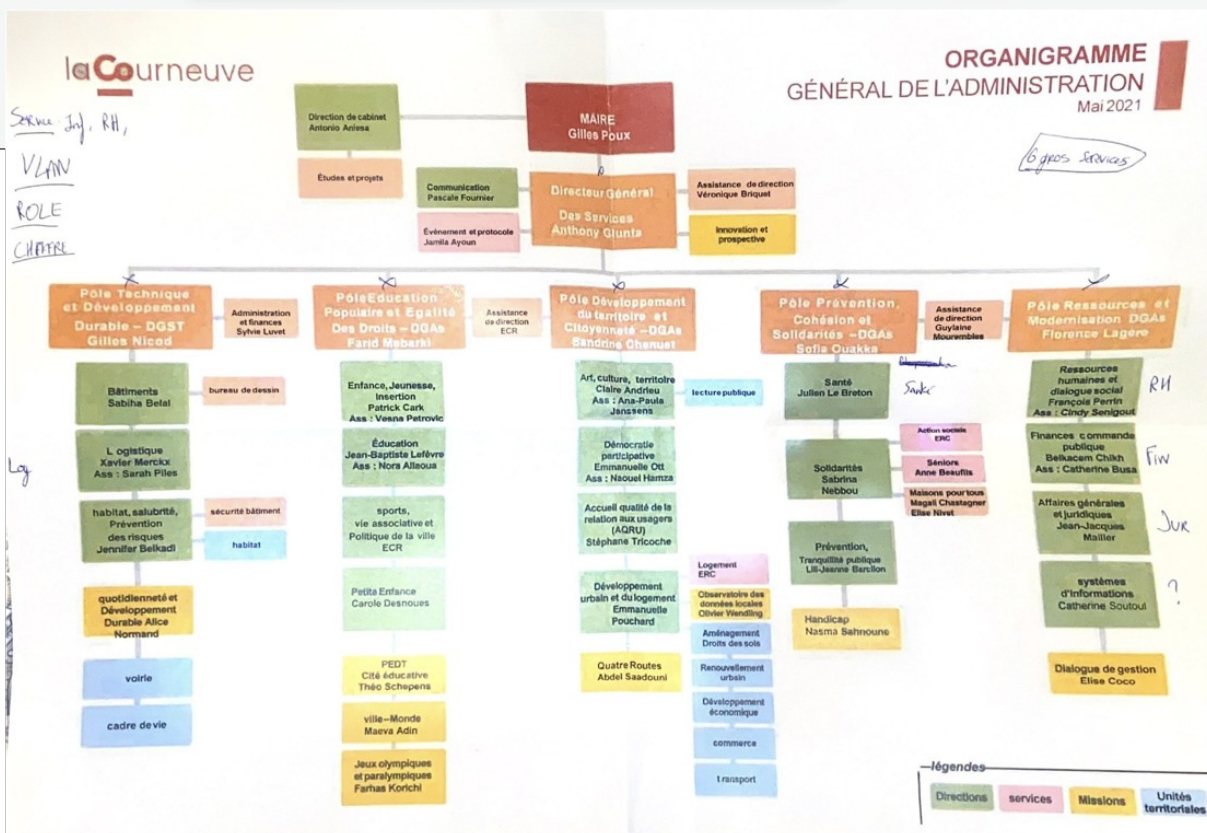 la Courneuve
ORGANIGRAMME
GÉNÉRAL DE L'ADMINISTRATION
Mai 2021
Service Inf, RH,
VLAN
ROLE
6 gros services
Direction de cabinet
Antonio Aniesa
MAIRE
Gilles Poux
Études et projets
Communication
Pascale Fournier
Directeur Général
Des Services
Anthony Giunta
Assistance de direction
Véronique Briquet
Événement et protocole
Jamila Ayoun
Innovation et
prospective
Pôle Technique
et Développement
Durable – DGST
Gilles Nicod
Administration
et finances
Sylvie Luvet
Pôle Education
Populaire et Egalité
Des Droits – DGAs
Farid Mebarki
Assistance
de direction
ECR
Pôle Développement
du territoire et
Citoyenneté –DGAs
Sandrine Chenuet
Pôle Prévention,
Cohésion et
Solidarités –DGAs
Sofia Ouakka
Assistance
de direction
Guylaine
Mourembles
Pôle Ressources et
Modernisation DGAs
Florence Lagère
Bâtiments
Sabiha Belal
bureau de dessin
Log
L ogistique
Xavier Merckx
Ass : Sarah Piles
habitat, salubrité,
Prévention
des risques
Jennifer Belkadi
sécurité bâtiment
habitat
quotidienneté et
Développement
Durable Alice
Normand
voirie
cadre de vie
Enfance, Jeunesse,
Insertion
Patrick Cark
Ass : Vesna Petrovic
Éducation
Jean-Baptiste Lefèvre
Ass : Nora Allaoua
sports,
vie associative et
Politique de la ville
ECR
Petite Enfance
Carole Desnoues
PEDT
Cité éducative
Théo Schepens
ville–Monde
Maeva Adin
Jeux olympiques
et paralympiques
Farhas Korichi
Art, culture, territoire
Claire Andrieu
Ass : Ana-Paula
Janssens
lecture publique
Démocratie
participative
Emmanuelle Ott
Ass : Naouel Hamza
Accueil qualité de la
relation aux usagers
(AQRU)
Stéphane Tricoche
Développement
urbain et du logement
Emmanuelle
Pouchard
Quatre Routes
Abdel Saadouni
Logement
ERC
Observatoire des
données locales
Olivier Wendling
Aménagement
Droits des sols
Renouvellement
urbain
Développement
économique
commerce
transport
Santé
Julien Le Breton
Santé
Solidarités
Sabrina
Nebbou
Action sociale
ERC
Séniors
Anne Beaufils
Maisons pour tous
Magali Chastagner
Elise Nivet
Prévention,
Tranquillité publique
Lili-Jeanne Bercilon
Handicap
Nasma Sahnoune
Ressources
humaines et
dialogue social
François Perrin
Ass : Cindy Senigout
RH
Finances commande
publique
Belkacem Chikh
Ass : Catherine Busa
FIN
Affaires générales
et juridiques
Jean-Jacques
Mailler
JUR
systèmes
d'informations
Catherine Soutoul
?
Dialogue de gestion
Elise Coco
légendes
Directions
services
Missions
Unités
territoriales